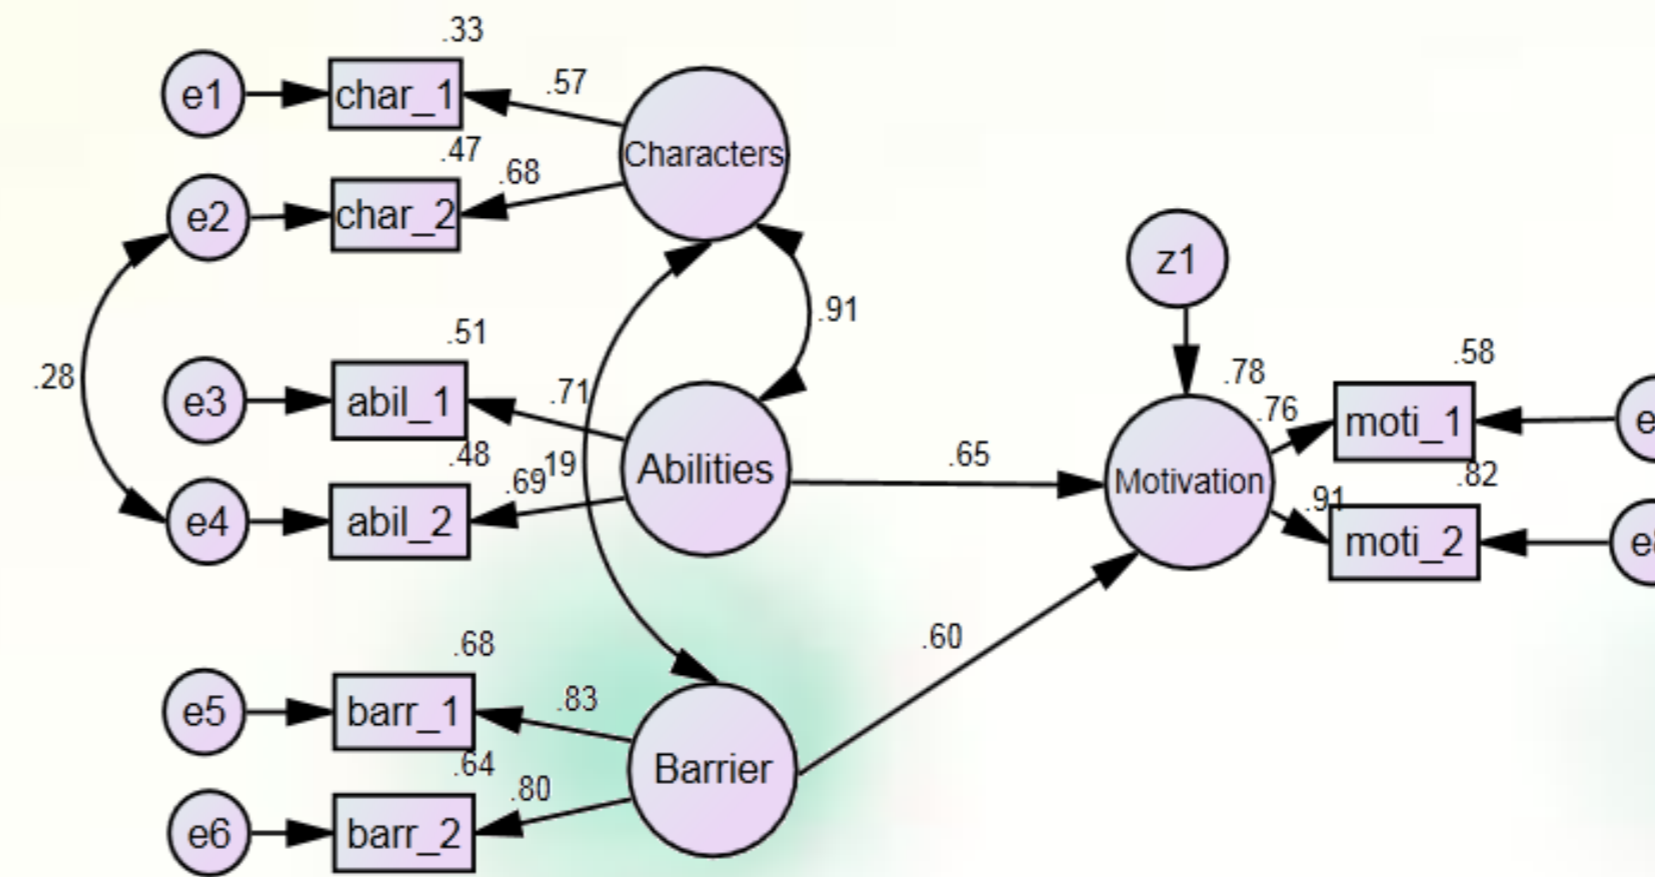 .33
e1
char_1
.57
Characters
.47
e2
char_2
.68
.91
z1
.28
.51
e3
abil_1
.71
Abilities
.48
e4
abil_2
.69
19
.65
Motivation
.78
.76
.58
moti_1
e
.91
.82
moti_2
.60
.68
e5
barr_1
.83
Barrier
.64
e6
barr_2
.80